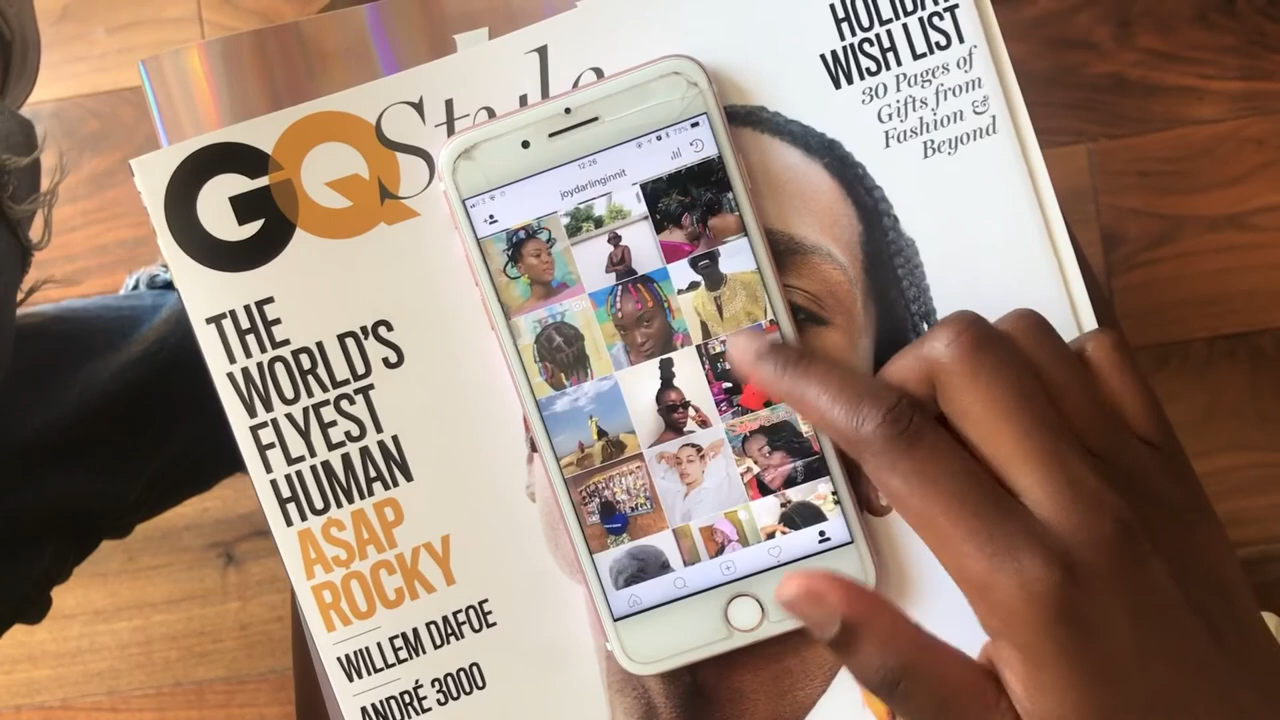 GQ Style
HOLIDAY
WISH LIST
30 Pages of
Gifts from
Fashion &
Beyond
THE
WORLD'S
FLYEST
HUMAN
A$AP
ROCKY
WILLEM DAFOE
ANDRÉ 3000
12:26
73%
joydarlinginnit